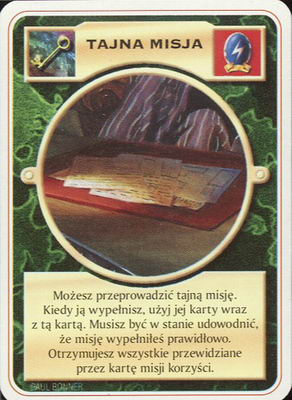 TAJNA MISJA
Możesz przeprowadzić tajną misję.
Kiedy ją wypełnisz, użyj jej karty wraz
z tą kartą. Musisz być w stanie udowodnić,
że misję wypełniłeś prawidłowo.
Otrzymujesz wszystkie przewidziane
przez kartę misji korzyści.
PAUL BONNER